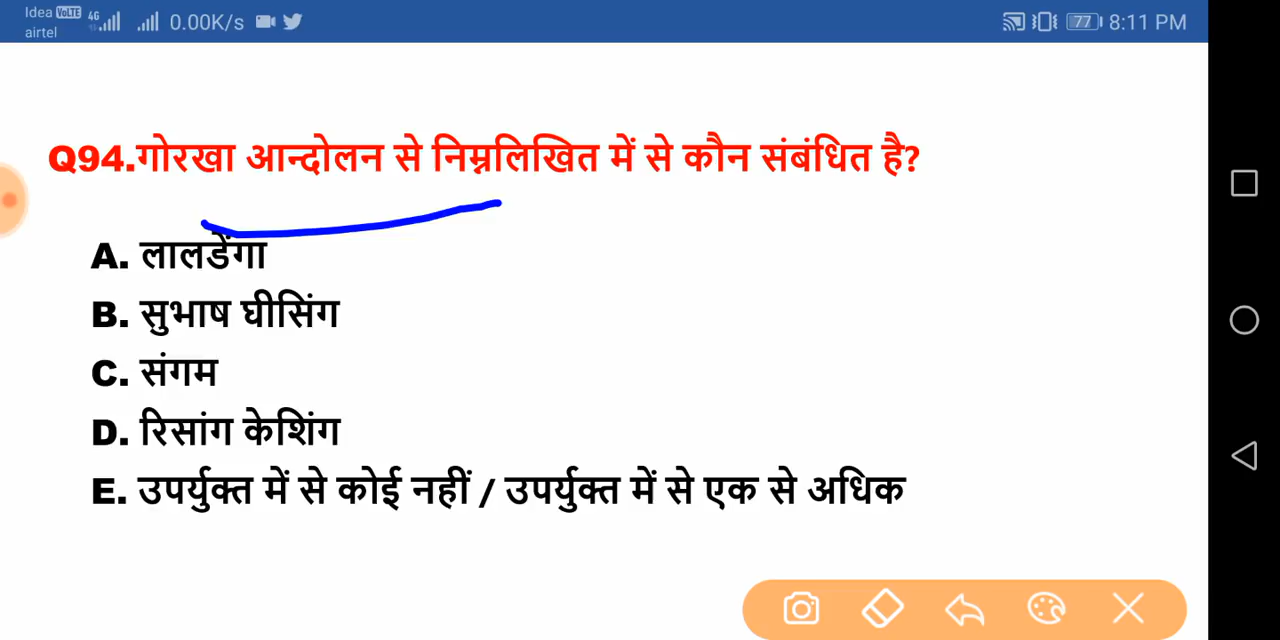 Idea VoLTE 4G 0.00K/s 77 8:11 PM
airtel
Q94.गोरखा आन्दोलन से निम्नलिखित में से कौन संबंधित है?
A. लालडेंगा
B. सुभाष घीसिंग
C. संगम
D. रिसांग केशिंग
E. उपर्युक्त में से कोई नहीं / उपर्युक्त में से एक से अधिक